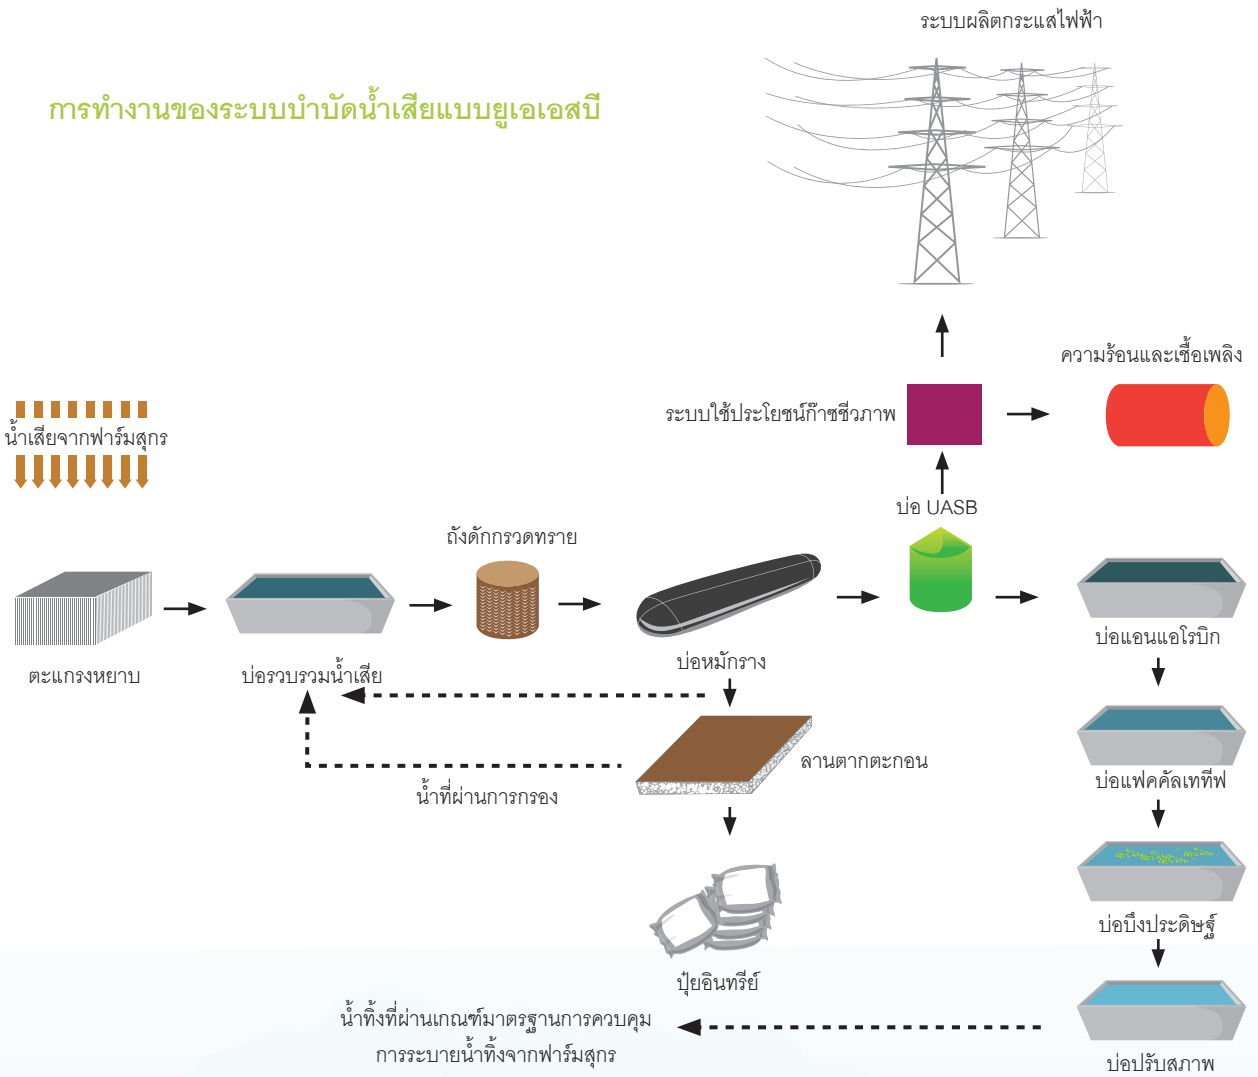 ระบบผลิตกระแสไฟฟ้า
การทำงานของระบบบำบัดน้ำเสียแบบยูเอเอสบี
ความร้อนและเชื้อเพลิง
ระบบใช้ประโยชน์ก๊าซชีวภาพ
น้ำเสียจากฟาร์มสุกร
บ่อ UASB
ถังดักกรวดทราย
บ่อแอนแอโรบิก
ตะแกรงหยาบ
บ่อรวบรวมน้ำเสีย
บ่อหมักราง
ลานตากตะกอน
น้ำที่ผ่านการกรอง
บ่อแฟคคัลเททีฟ
บ่อบึงประดิษฐ์
ปุ๋ยอินทรีย์
น้ำทิ้งที่ผ่านเกณฑ์มาตรฐานการควบคุม
การระบายน้ำทิ้งจากฟาร์มสุกร
บ่อปรับสภาพ